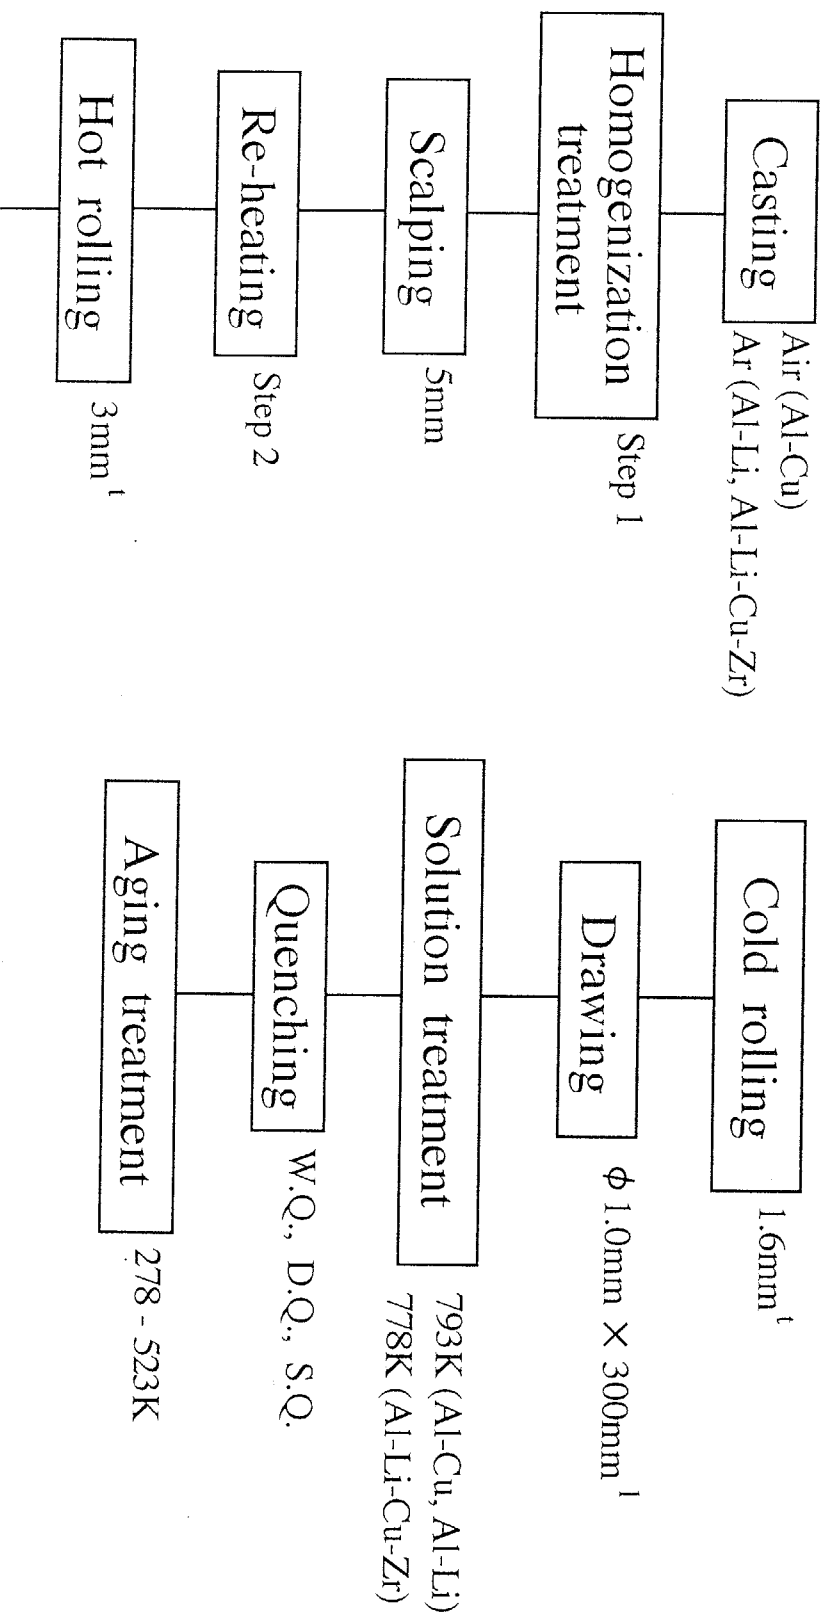 Casting
Air (Al-Cu)
Ar (Al-Li, Al-Li-Cu-Zr)
Homogenization
treatment
Step 1
Scalping
5mm
Re-heating
Step 2
Hot rolling
3mm t
Cold rolling
1.6mm t
Drawing
φ 1.0mm × 300mm l
Solution treatment
793K (Al-Cu, Al-Li)
778K (Al-Li-Cu-Zr)
Quenching
W.Q., D.Q., S.Q.
Aging treatment
278 - 523K